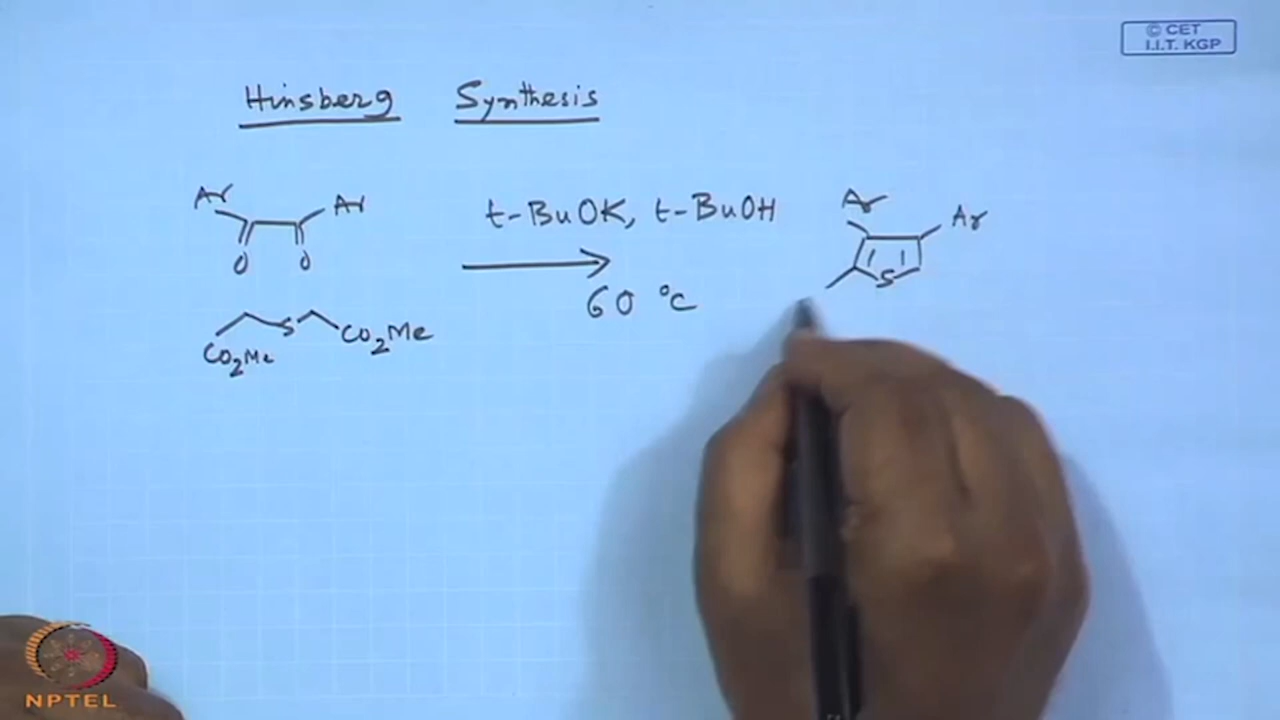 © CET
I.I.T. KGP
Hinsberg Synthesis
Ar Ar
O O
CO2Me S CO2Me
t-BuOK, t-BuOH
60 °C
Ar Ar
S
NPTEL